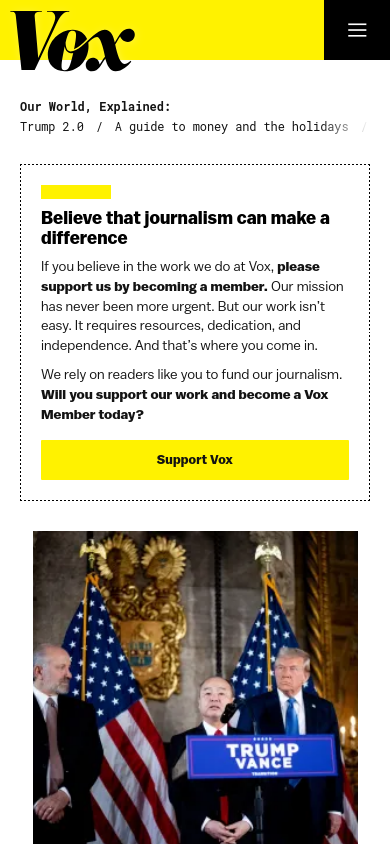 Vox
Our World, Explained:
Trump 2.0 / A guide to money and the holidays /
Believe that journalism can make a
difference
If you believe in the work we do at Vox, please
support us by becoming a member. Our mission
has never been more urgent. But our work isn't
easy. It requires resources, dedication, and
independence. And that's where you come in.
We rely on readers like you to fund our journalism.
Will you support our work and become a Vox
Member today?
Support Vox
TRUMP
VANCE
TRANSITION